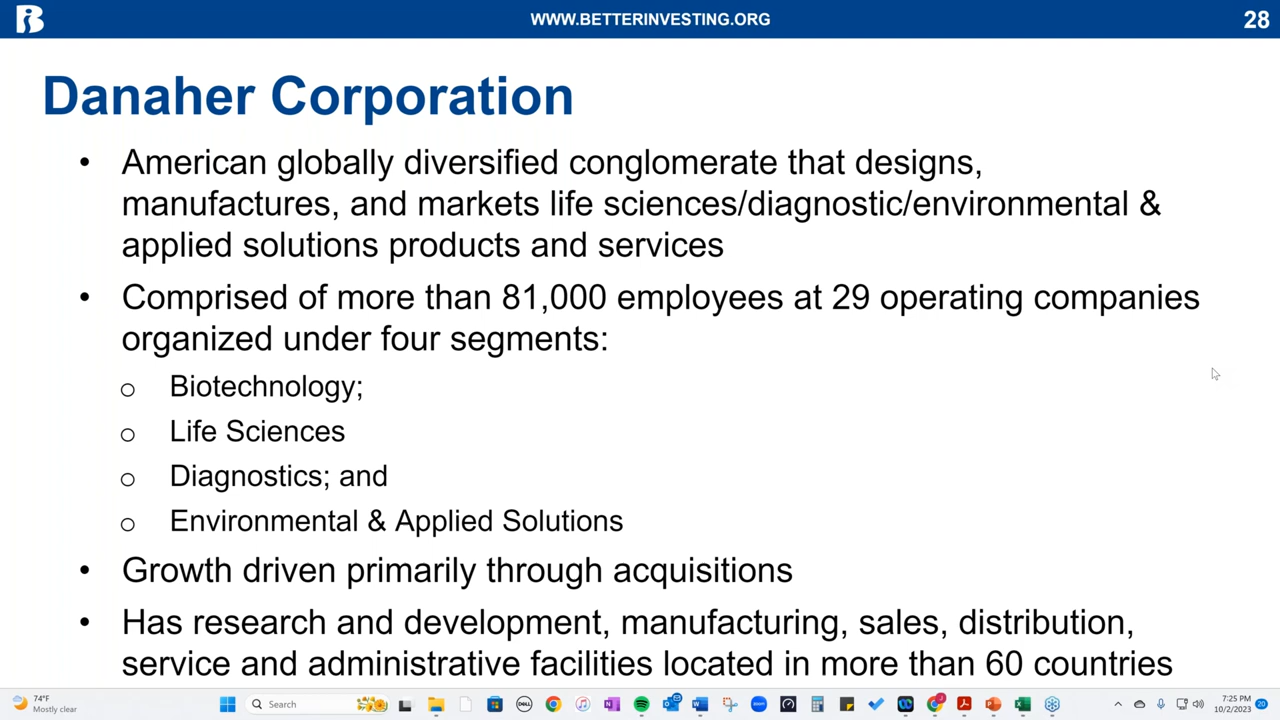 WWW.BETTERINVESTING.ORG
28
Danaher Corporation
• American globally diversified conglomerate that designs,
manufactures, and markets life sciences/diagnostic/environmental &
applied solutions products and services
• Comprised of more than 81,000 employees at 29 operating companies
organized under four segments:
o Biotechnology;
o Life Sciences
o Diagnostics; and
o Environmental & Applied Solutions
• Growth driven primarily through acquisitions
• Has research and development, manufacturing, sales, distribution,
service and administrative facilities located in more than 60 countries
74°F
Mostly clear
Search
DELL
zoom
7:25 PM
10/2/2023
20